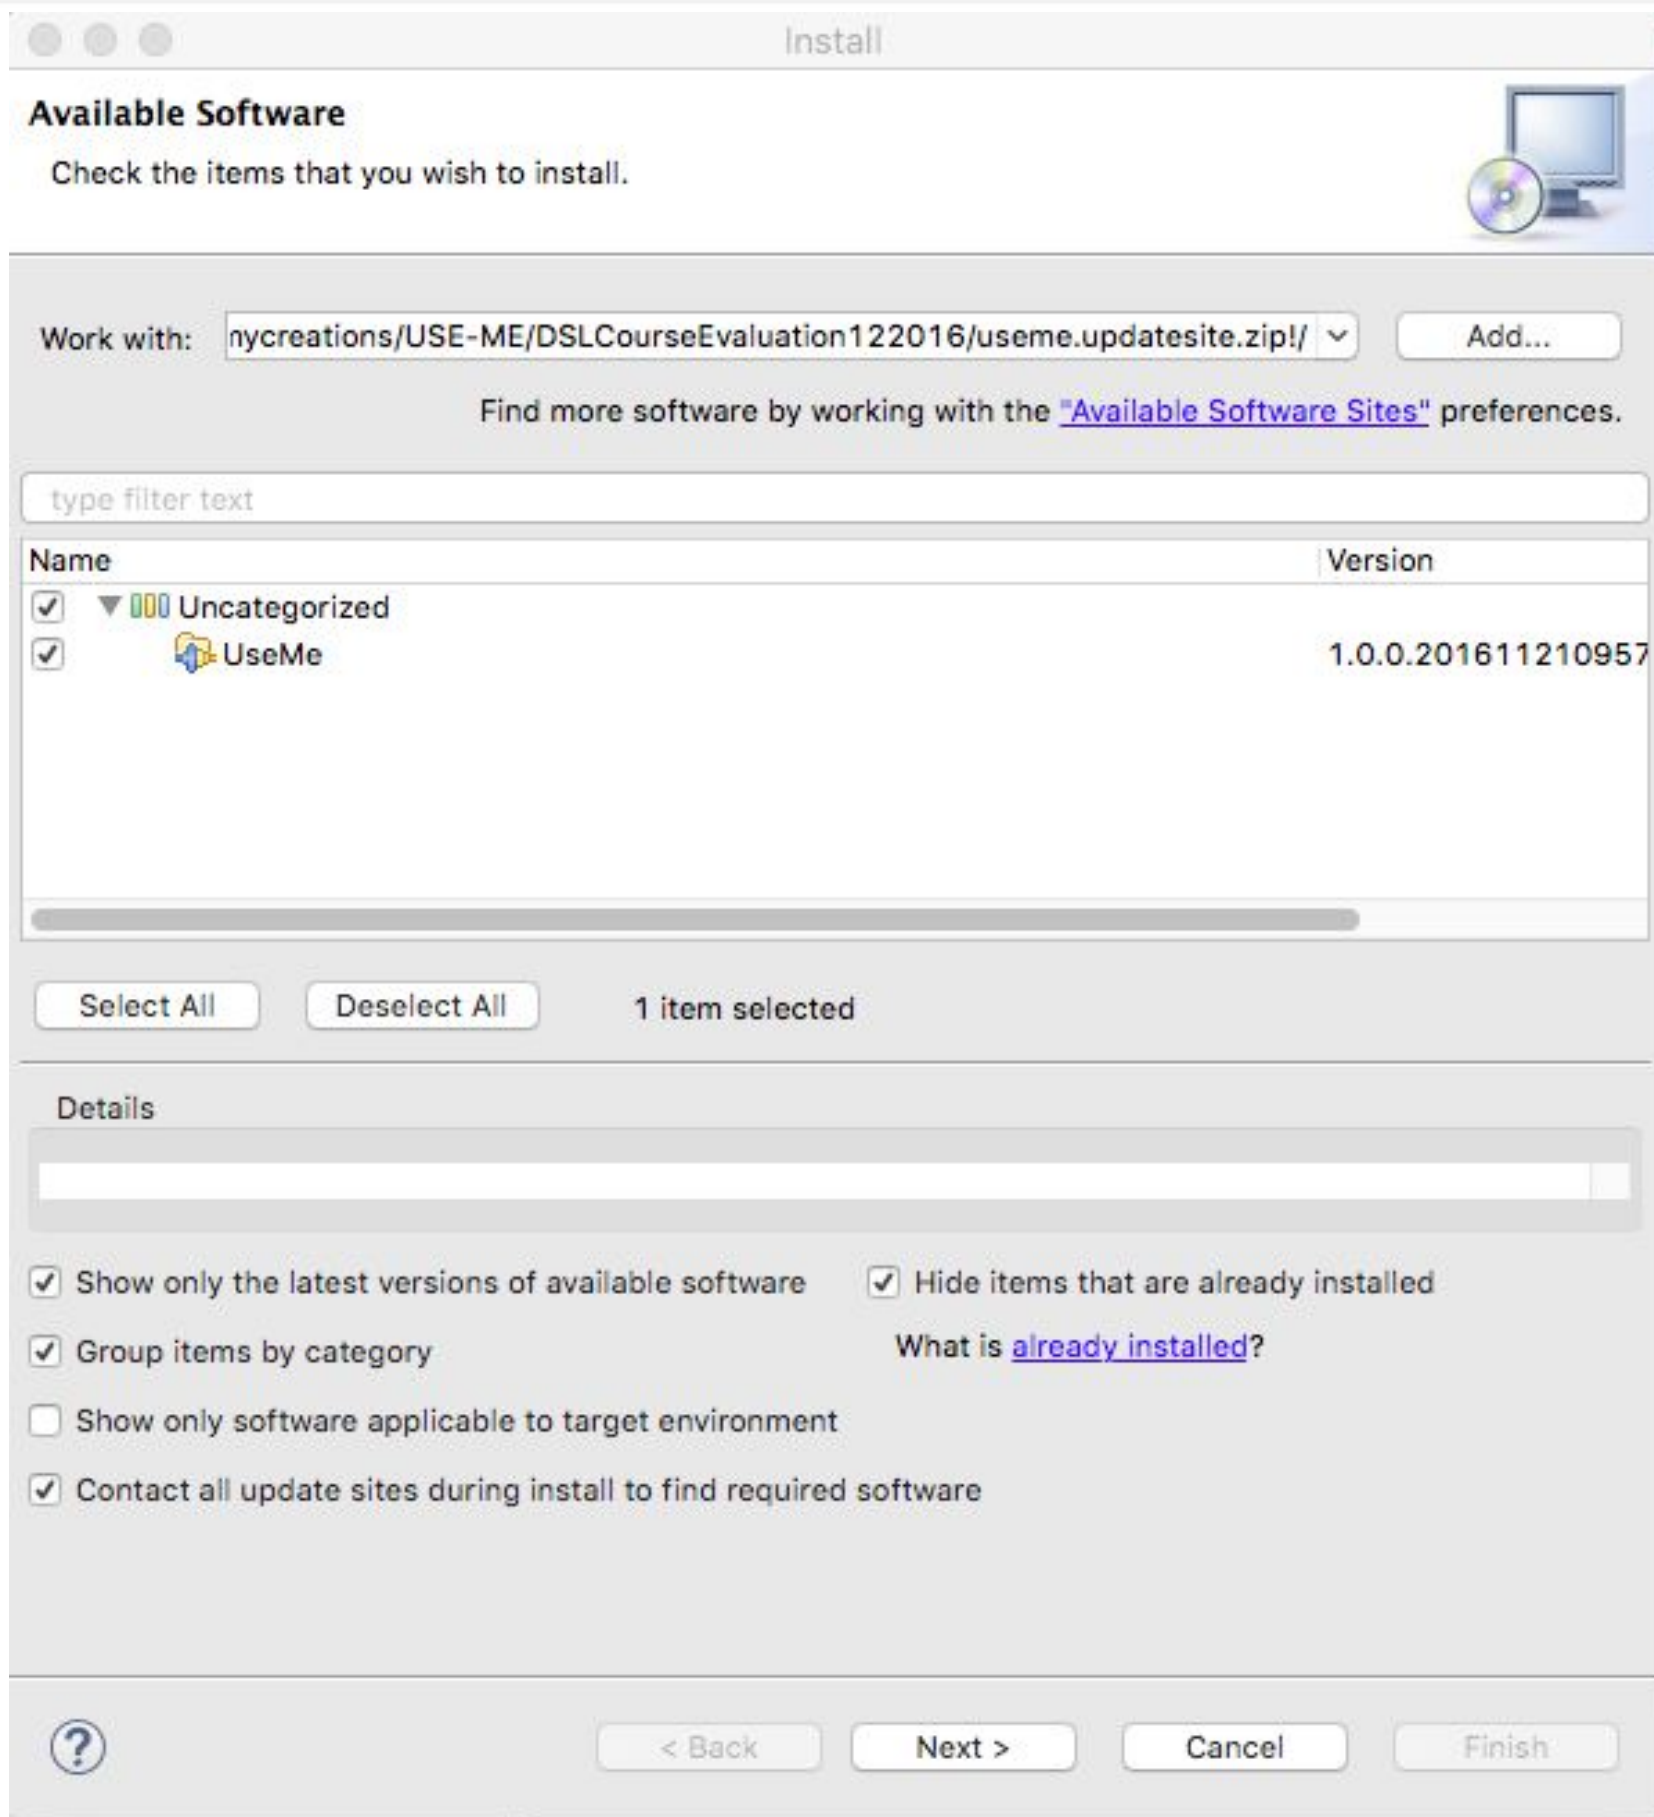 Install
Available Software
Check the items that you wish to install.
Work with: nycreations/USE-ME/DSLCourseEvaluation122016/useme.updatesite.zip!/ Add...
Find more software by working with the "Available Software Sites" preferences.
type filter text
Name Version
Uncategorized
UseMe 1.0.0.201611210957
Select All Deselect All 1 item selected
Details
Show only the latest versions of available software Hide items that are already installed
Group items by category What is already installed?
Show only software applicable to target environment
Contact all update sites during install to find required software
? < Back Next > Cancel Finish